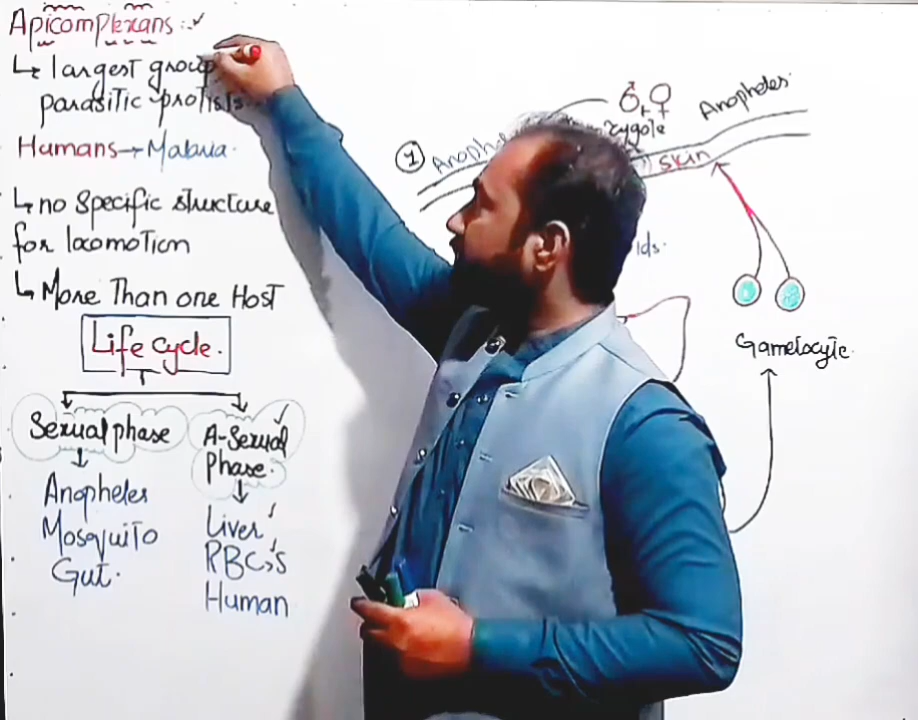 Apicomplexans :-
↳ largest group
parasitic protists
Humans → Malaria.
↳ no specific structure
for locomotion
↳ More Than one Host
Life cycle.
Sexual phase
Anopheles
Mosquito
Gut.
A-Sexual
phase.
Liver
RBC,s
Human
1
♂+♀
zygote
Anopheles
skin
Gametocyte.